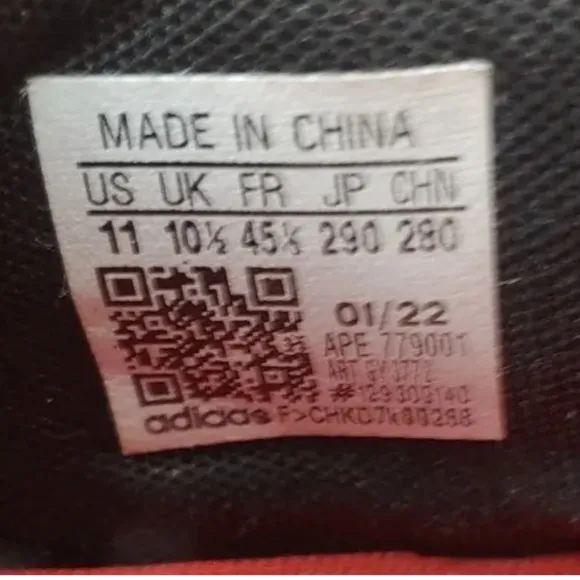 MADE IN CHINA
US UK FR JP CHN
11 10½ 45⅓ 290 280
01/22
APE 779001
ART
adidas